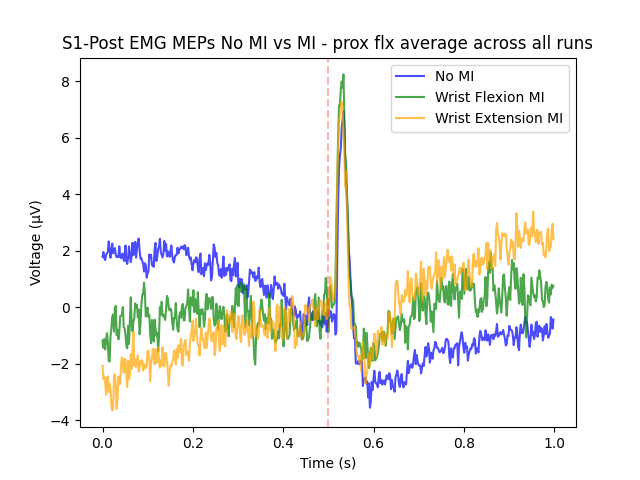 S1-Post EMG MEPs No MI vs MI - prox flx average across all runs
No MI
Wrist Flexion MI
Wrist Extension MI
Voltage (µV)
8
6
4
2
0
−2
−4
0.0 0.2 0.4 0.6 0.8 1.0
Time (s)